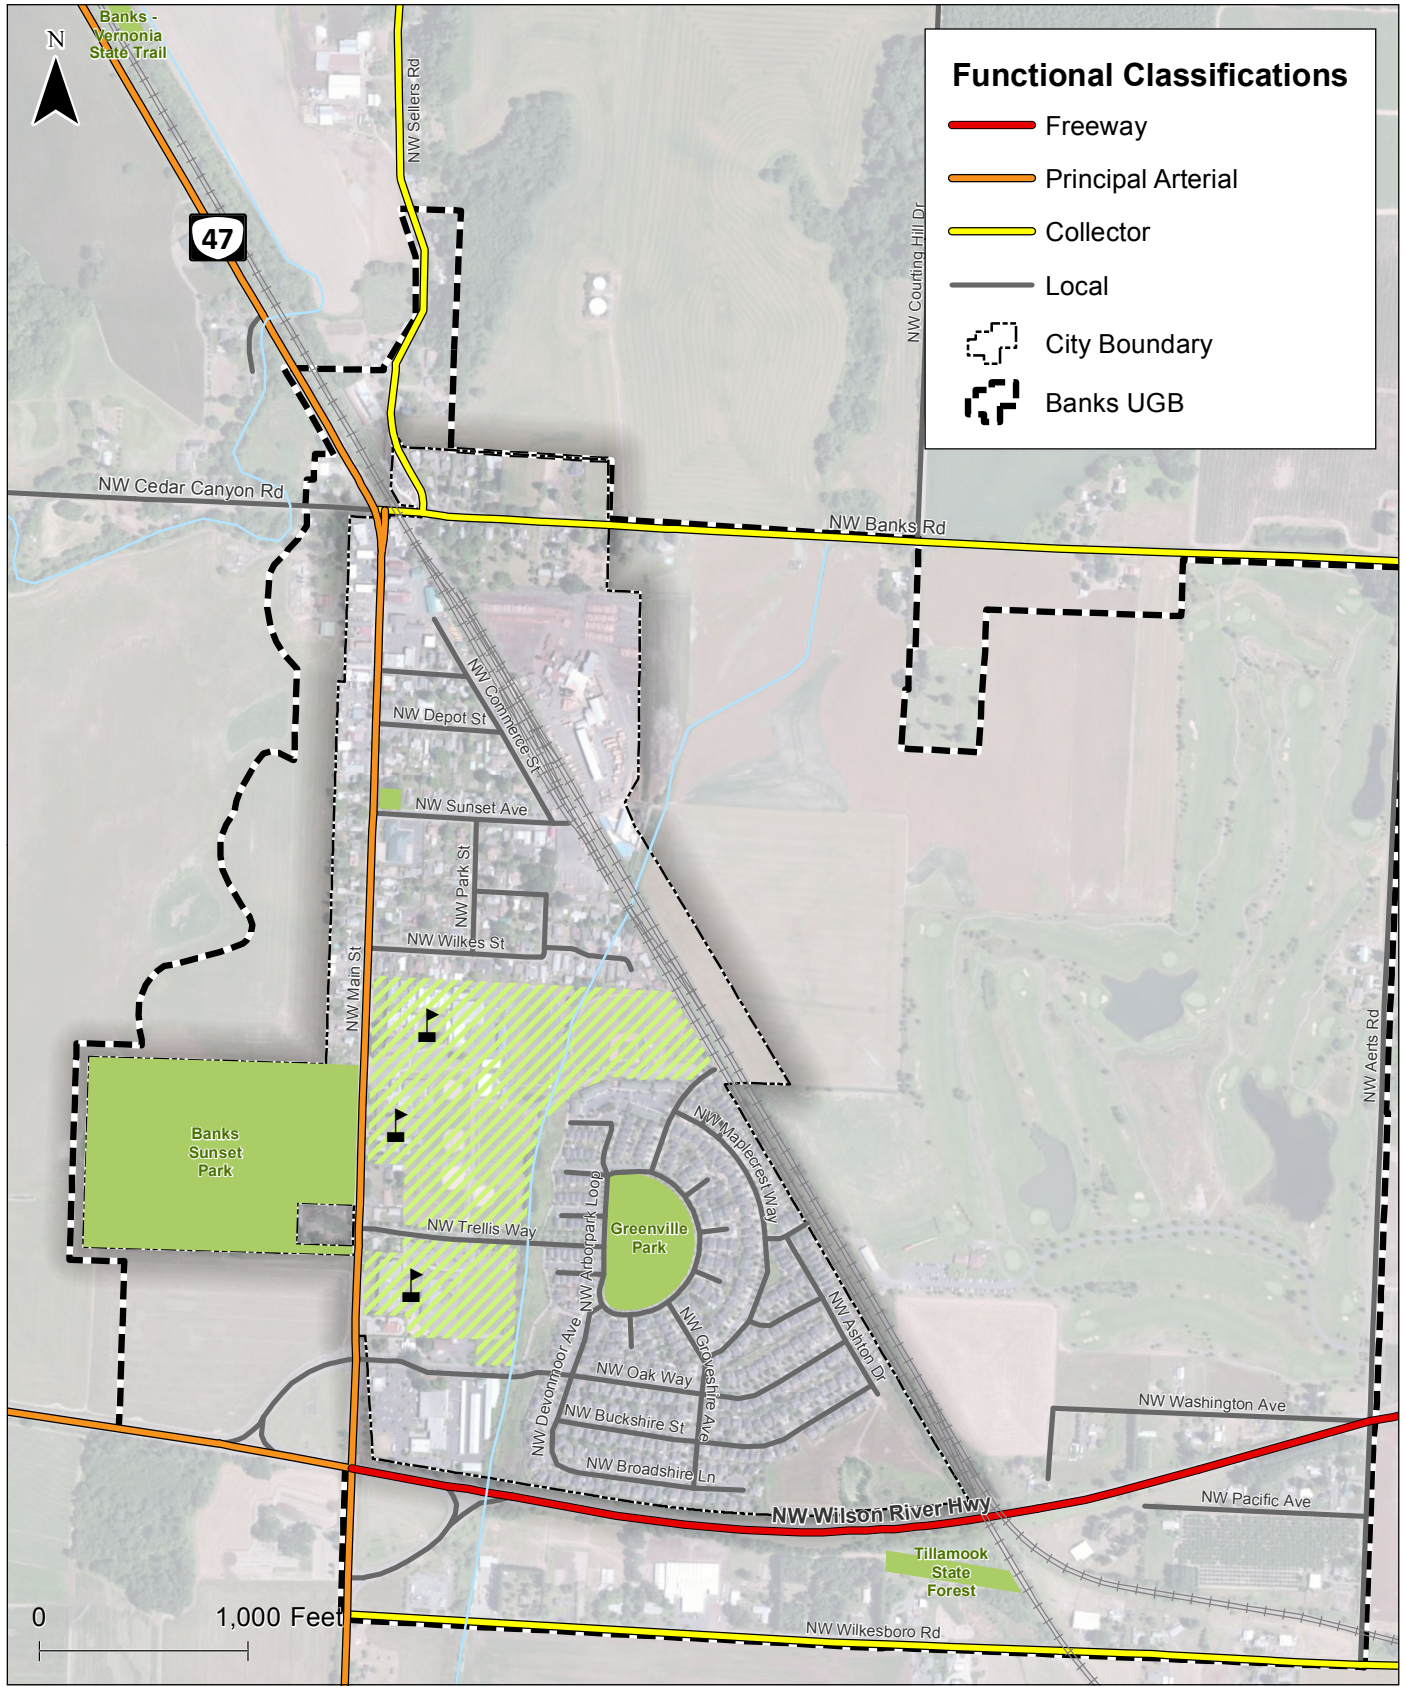 Banks -
Vernonia
State Trail
N
NW Sellers Rd
47
NW Courting Hill Dr
Functional Classifications
Freeway
Principal Arterial
Collector
Local
City Boundary
Banks UGB
NW Cedar Canyon Rd
NW Banks Rd
NW Commerce St
NW Depot St
NW Sunset Ave
NW Park St
NW Wilkes St
NW Main St
NW Aerts Rd
Banks
Sunset
Park
NW Maplecrest Way
NW Arborpark Loop
Greenville
Park
NW Trellis Way
NW Ashton Dr
NW Groveshire Ave
NW Devonmoor Ave
NW Oak Way
NW Buckshire St
NW Broadshire Ln
NW Washington Ave
NW Wilson River Hwy
NW Pacific Ave
Tillamook
State
Forest
0 1,000 Feet
NW Wilkesboro Rd